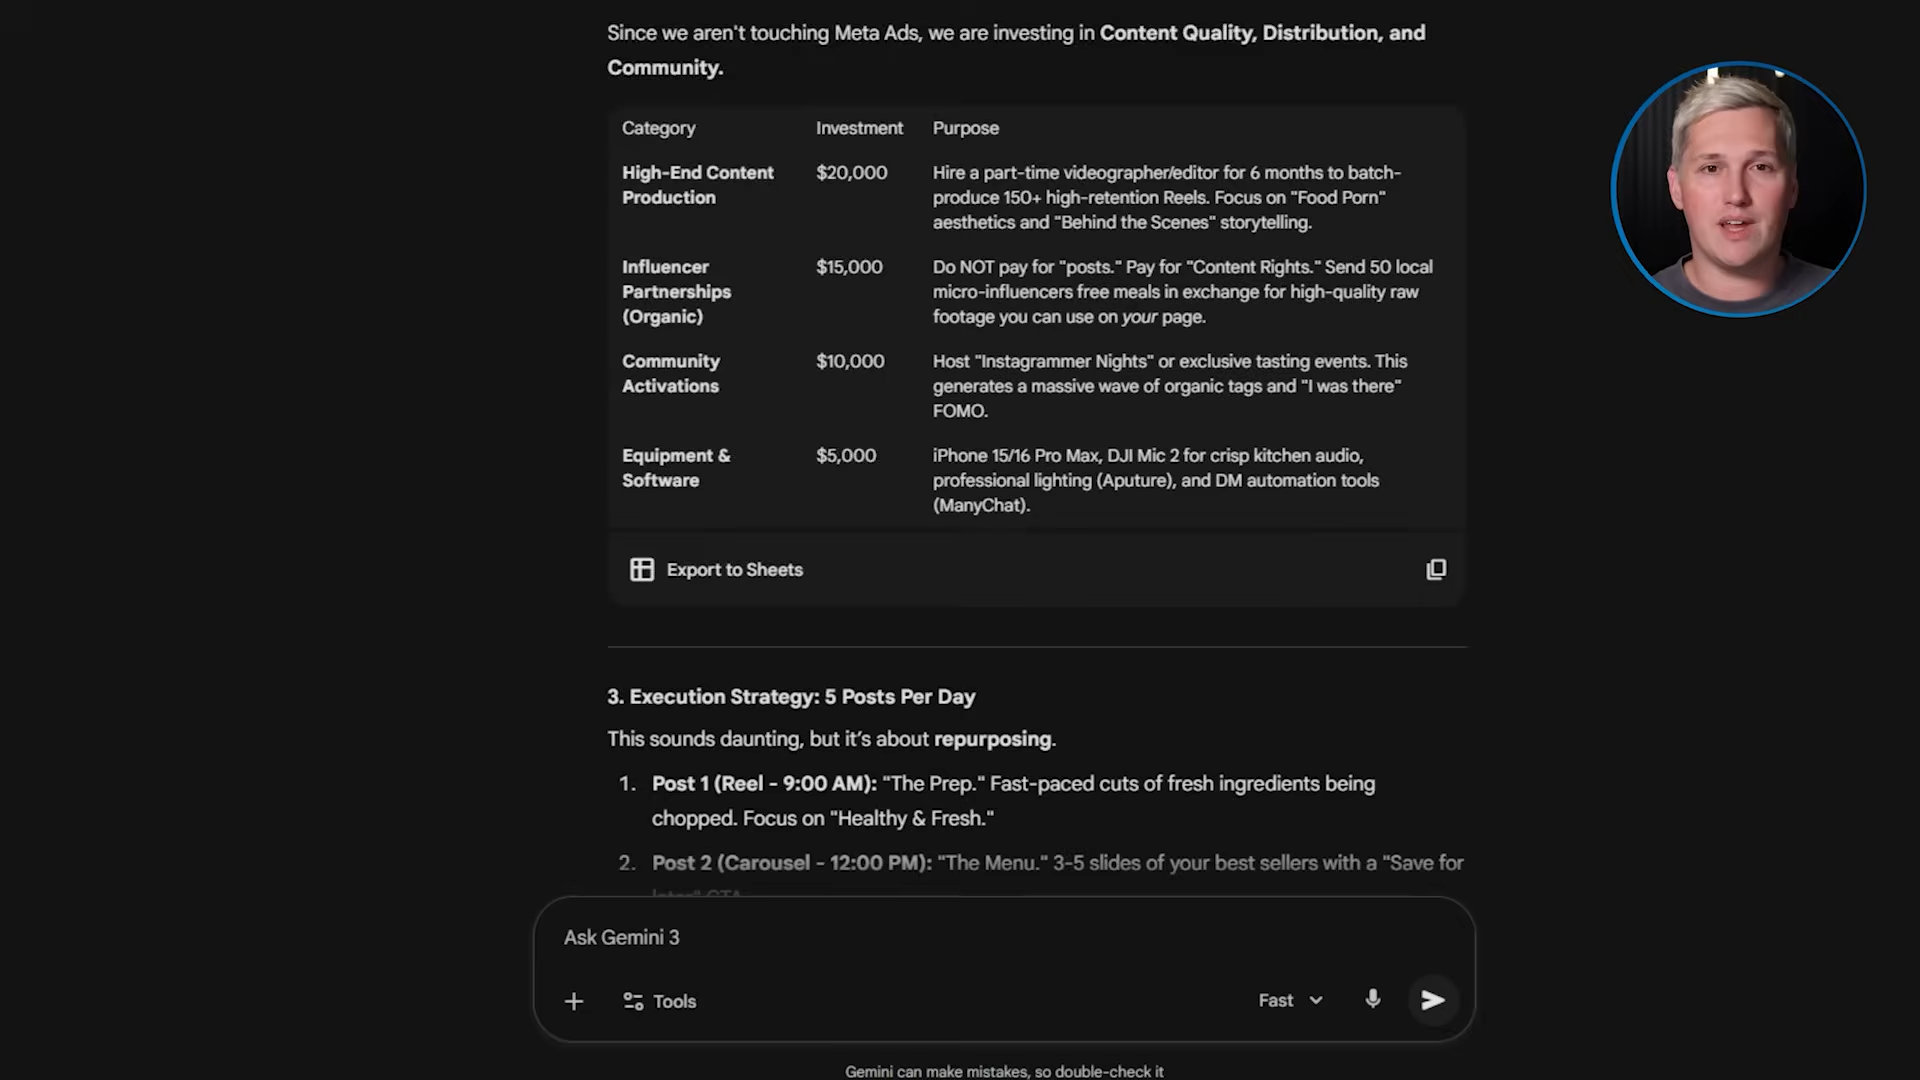 Since we aren't touching Meta Ads, we are investing in Content Quality, Distribution, and
Community.
Category Investment Purpose
High-End Content
Production
$20,000
Hire a part-time videographer/editor for 6 months to batch-
produce 150+ high-retention Reels. Focus on "Food Porn"
aesthetics and "Behind the Scenes" storytelling.
Influencer
Partnerships
(Organic)
$15,000
Do NOT pay for "posts." Pay for "Content Rights." Send 50 local
micro-influencers free meals in exchange for high-quality raw
footage you can use on your page.
Community
Activations
$10,000
Host "Instagrammer Nights" or exclusive tasting events. This
generates a massive wave of organic tags and "I was there"
FOMO.
Equipment &
Software
$5,000
iPhone 15/16 Pro Max, DJI Mic 2 for crisp kitchen audio,
professional lighting (Aputure), and DM automation tools
(ManyChat).
Export to Sheets
3. Execution Strategy: 5 Posts Per Day
This sounds daunting, but it's about repurposing.
1. Post 1 (Reel - 9:00 AM): "The Prep." Fast-paced cuts of fresh ingredients being
chopped. Focus on "Healthy & Fresh."
2. Post 2 (Carousel - 12:00 PM): "The Menu." 3-5 slides of your best sellers with a "Save for
later" CTA.
Ask Gemini 3
Tools
Fast
Gemini can make mistakes, so double-check it